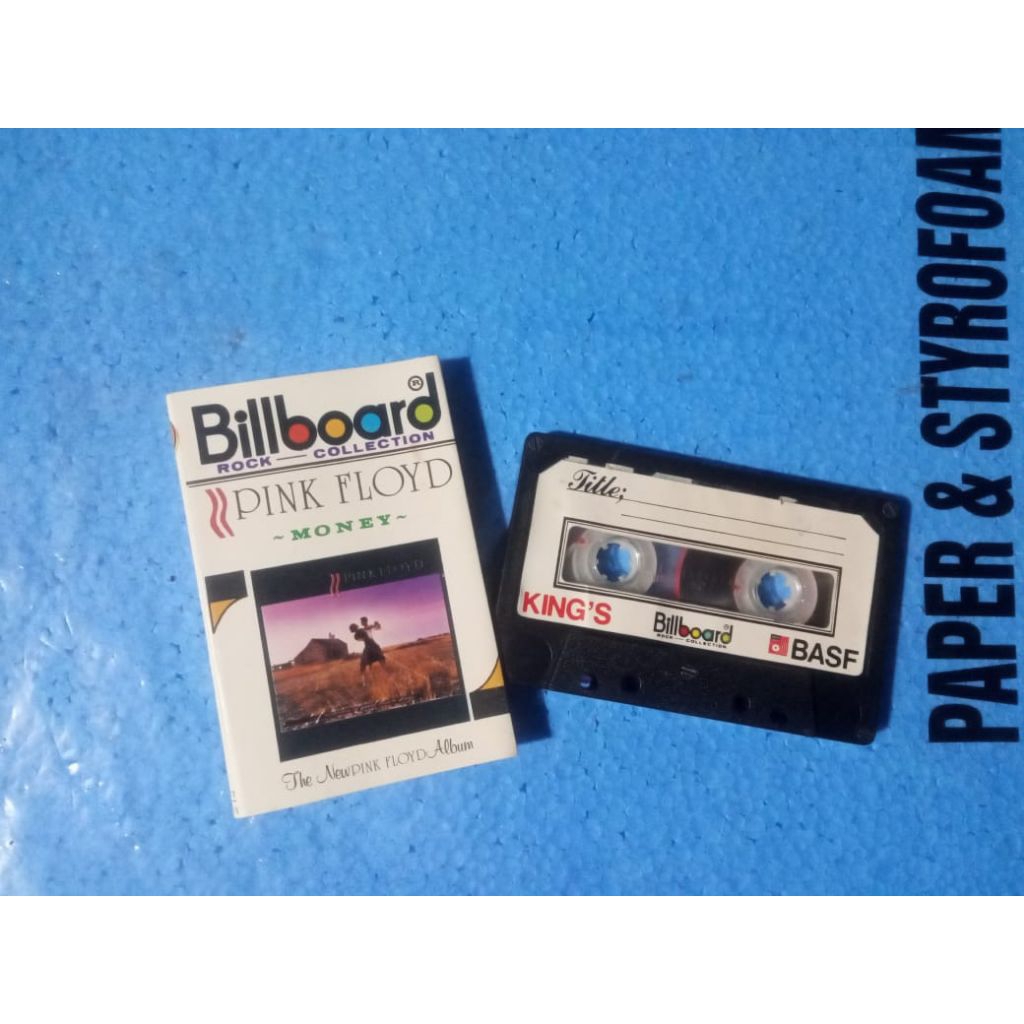 Billboard®
ROCK COLLECTION
PINK FLOYD
~MONEY~
PINK FLOYD
The New PINK FLOYD Album
Title;
KING'S
Billboard®
ROCK COLLECTION
BASF
PAPER & STYROFOAM